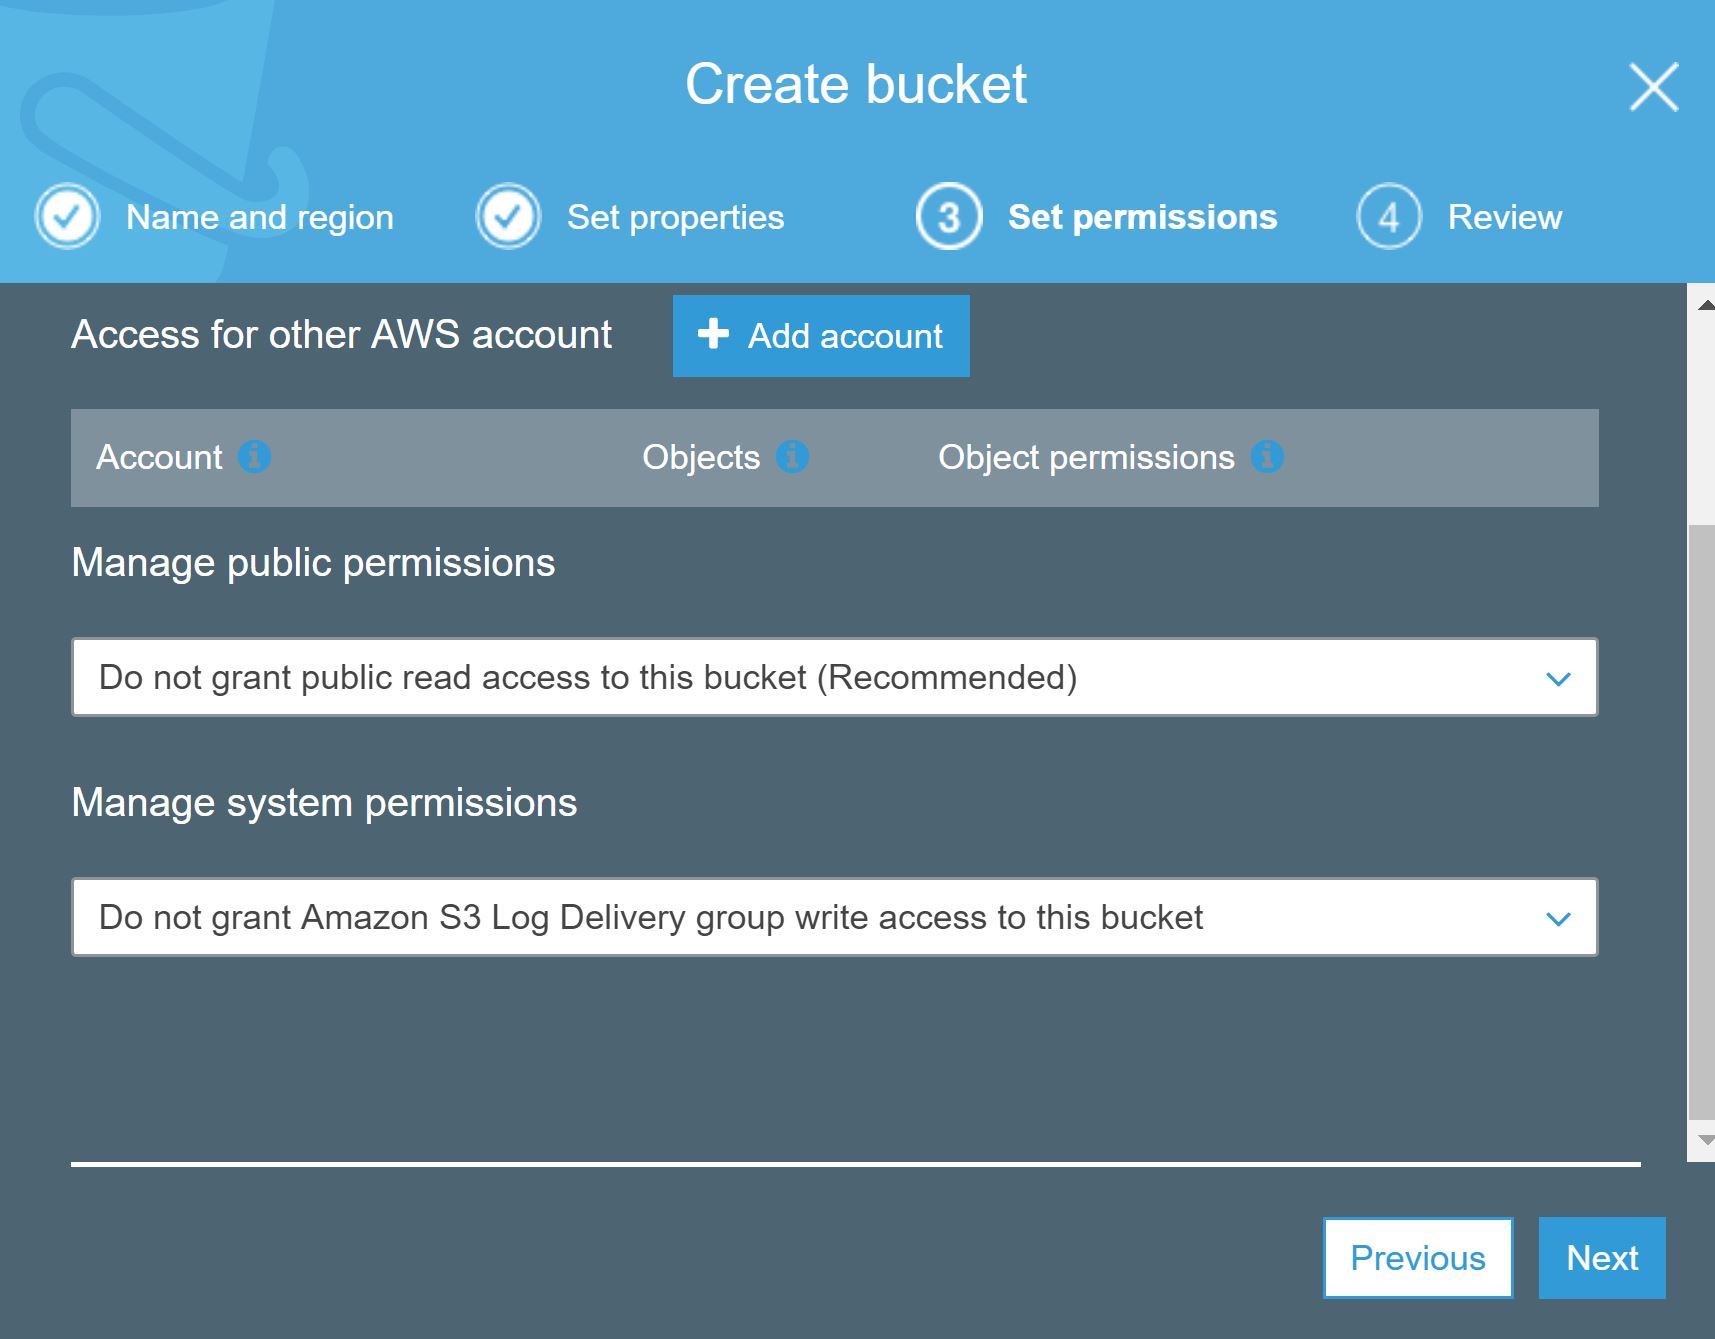 Create bucket
Name and region
Set properties
3 Set permissions
4 Review
Access for other AWS account
Add account
Account
Objects
Object permissions
Manage public permissions
Do not grant public read access to this bucket (Recommended)
Manage system permissions
Do not grant Amazon S3 Log Delivery group write access to this bucket
Previous
Next